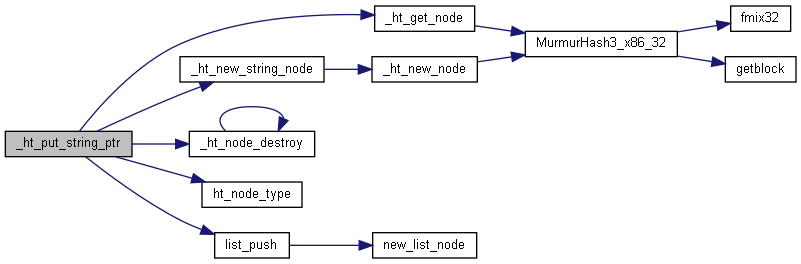 _ht_put_string_ptr
_ht_get_node
_ht_new_string_node
_ht_new_node
MurmurHash3_x86_32
fmix32
getblock
_ht_node_destroy
ht_node_type
list_push
new_list_node